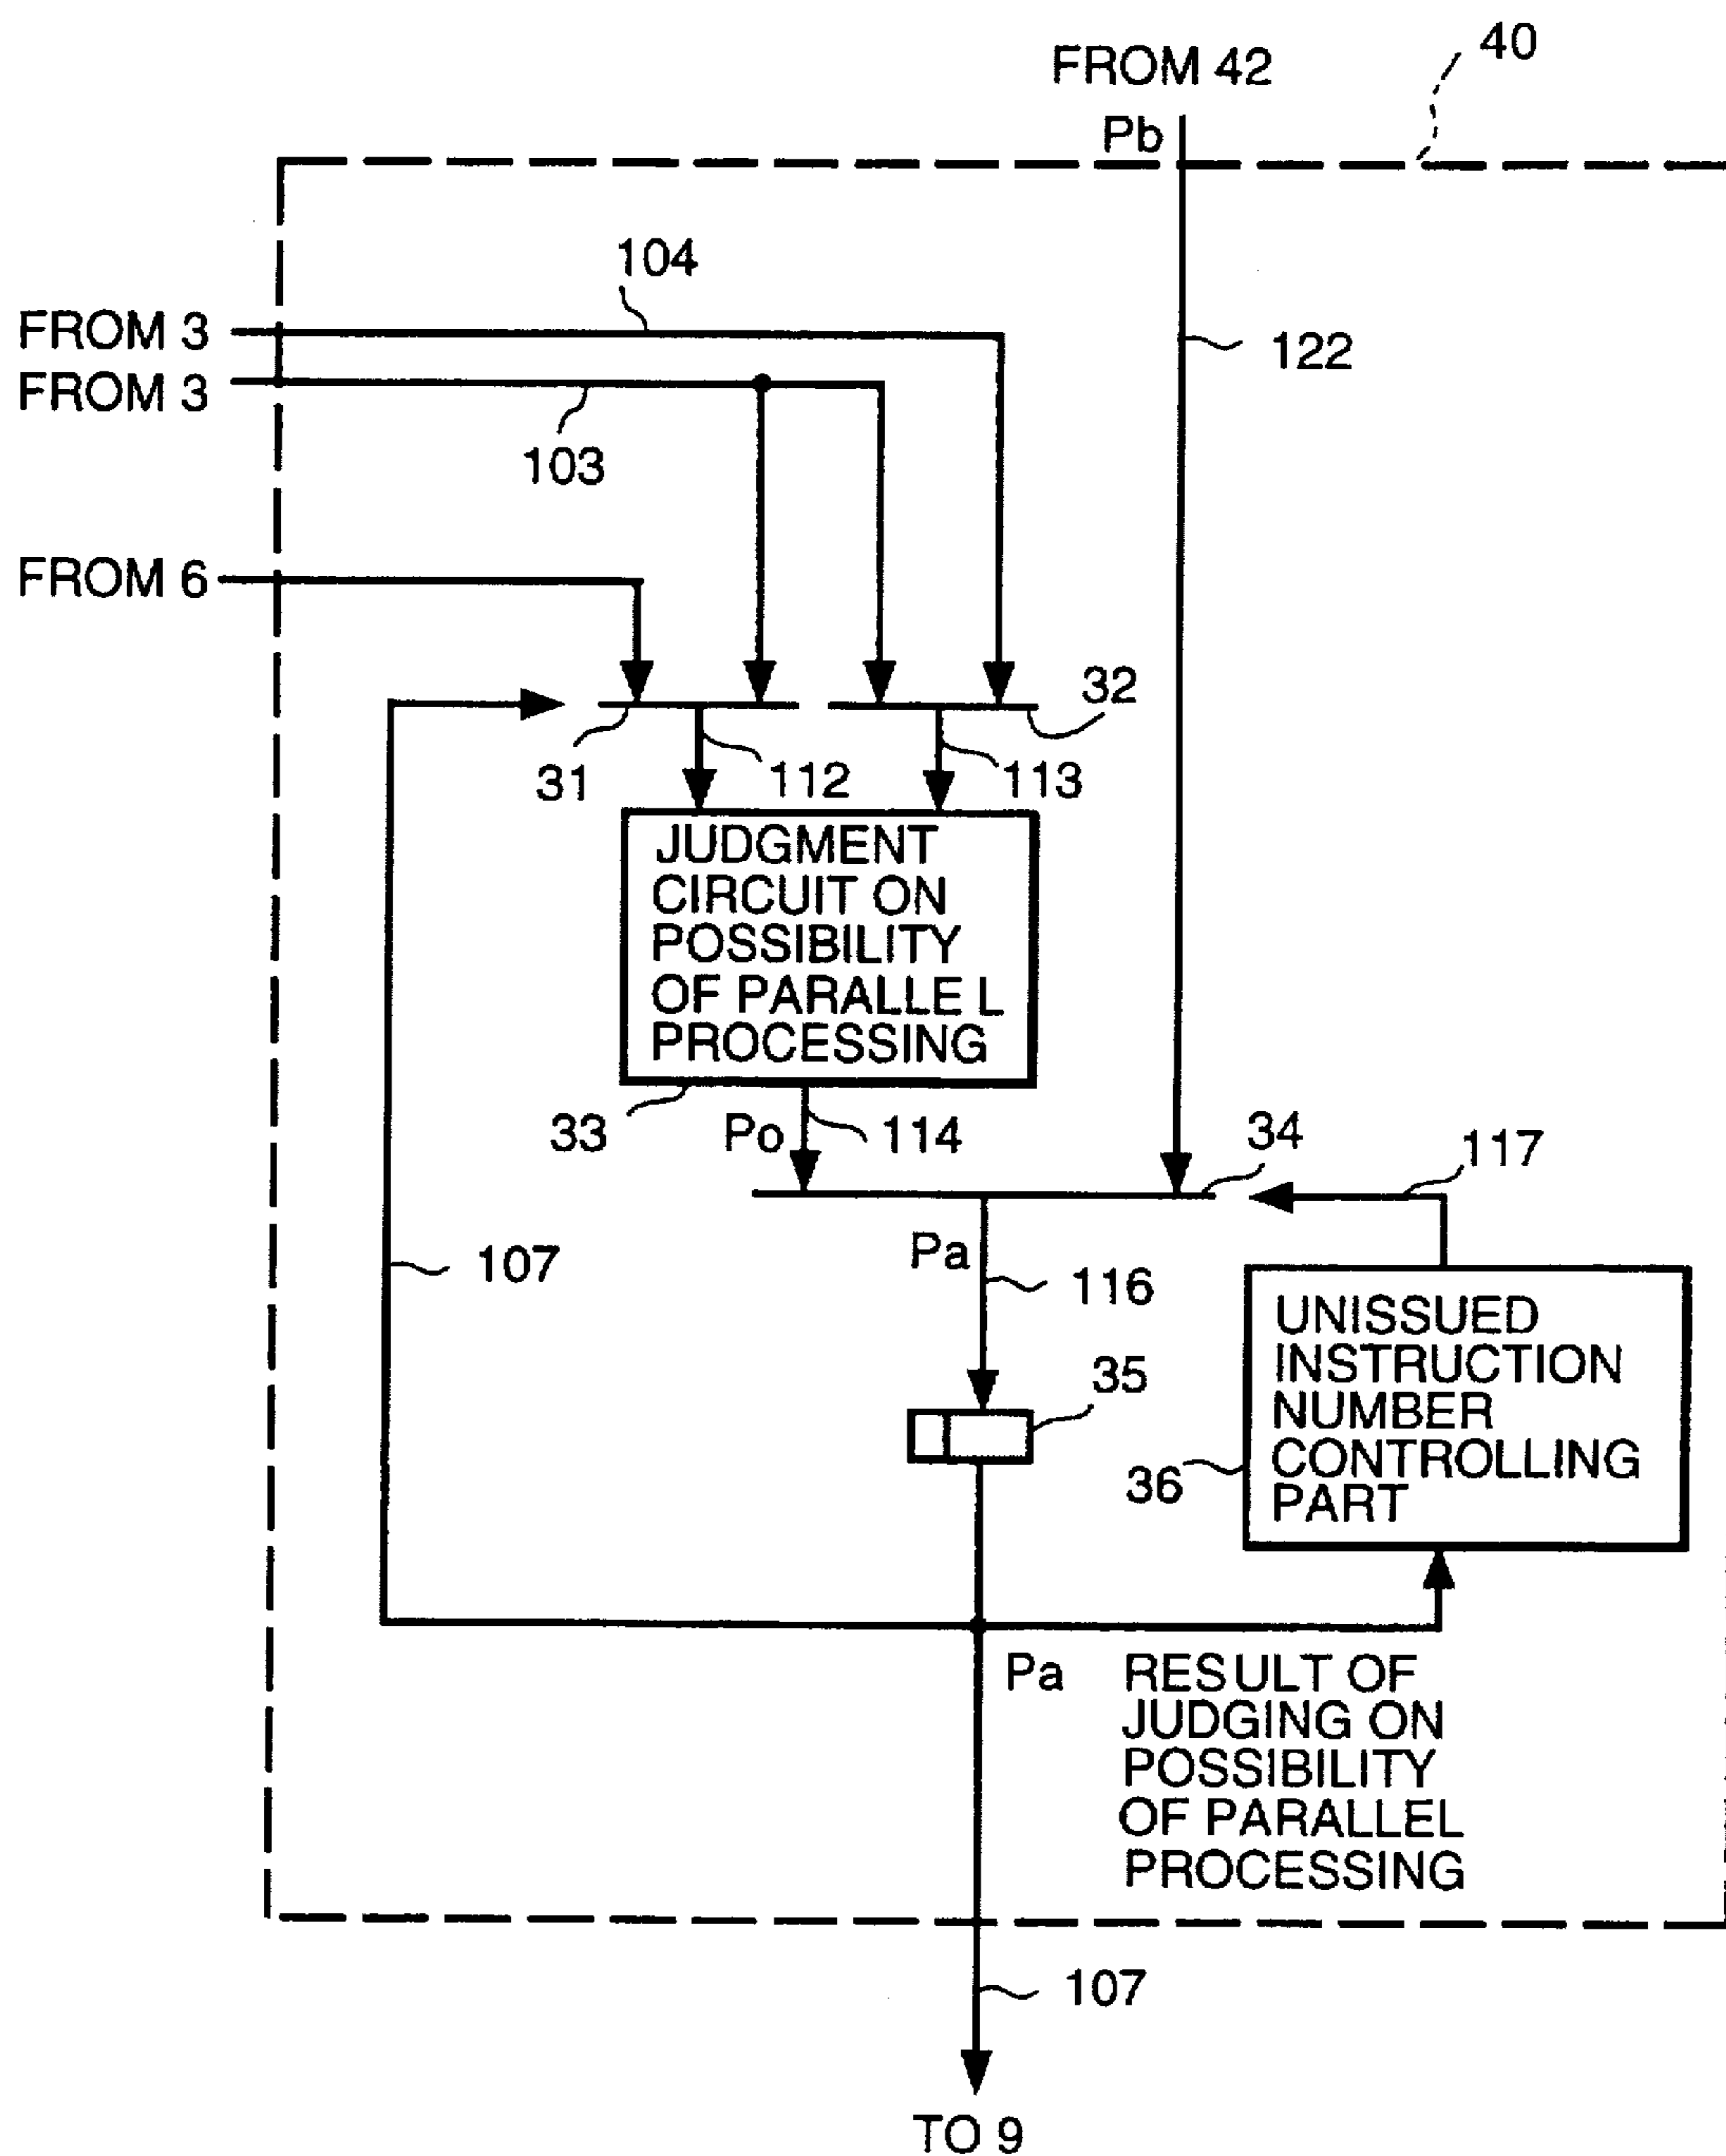 40
FROM 42
Pb
104
FROM 3
122
FROM 3
103
FROM 6
32
31
112
113
JUDGMENT
CIRCUIT ON
POSSIBILITY
OF PARALLE L
PROCESSING
33
Po
114
34
117
107
Pa
116
UNISSUED
INSTRUCTION
NUMBER
CONTROLLING
PART
35
36
Pa
RESULT OF
JUDGING ON
POSSIBILITY
OF PARALLEL
PROCESSING
107
TO 9